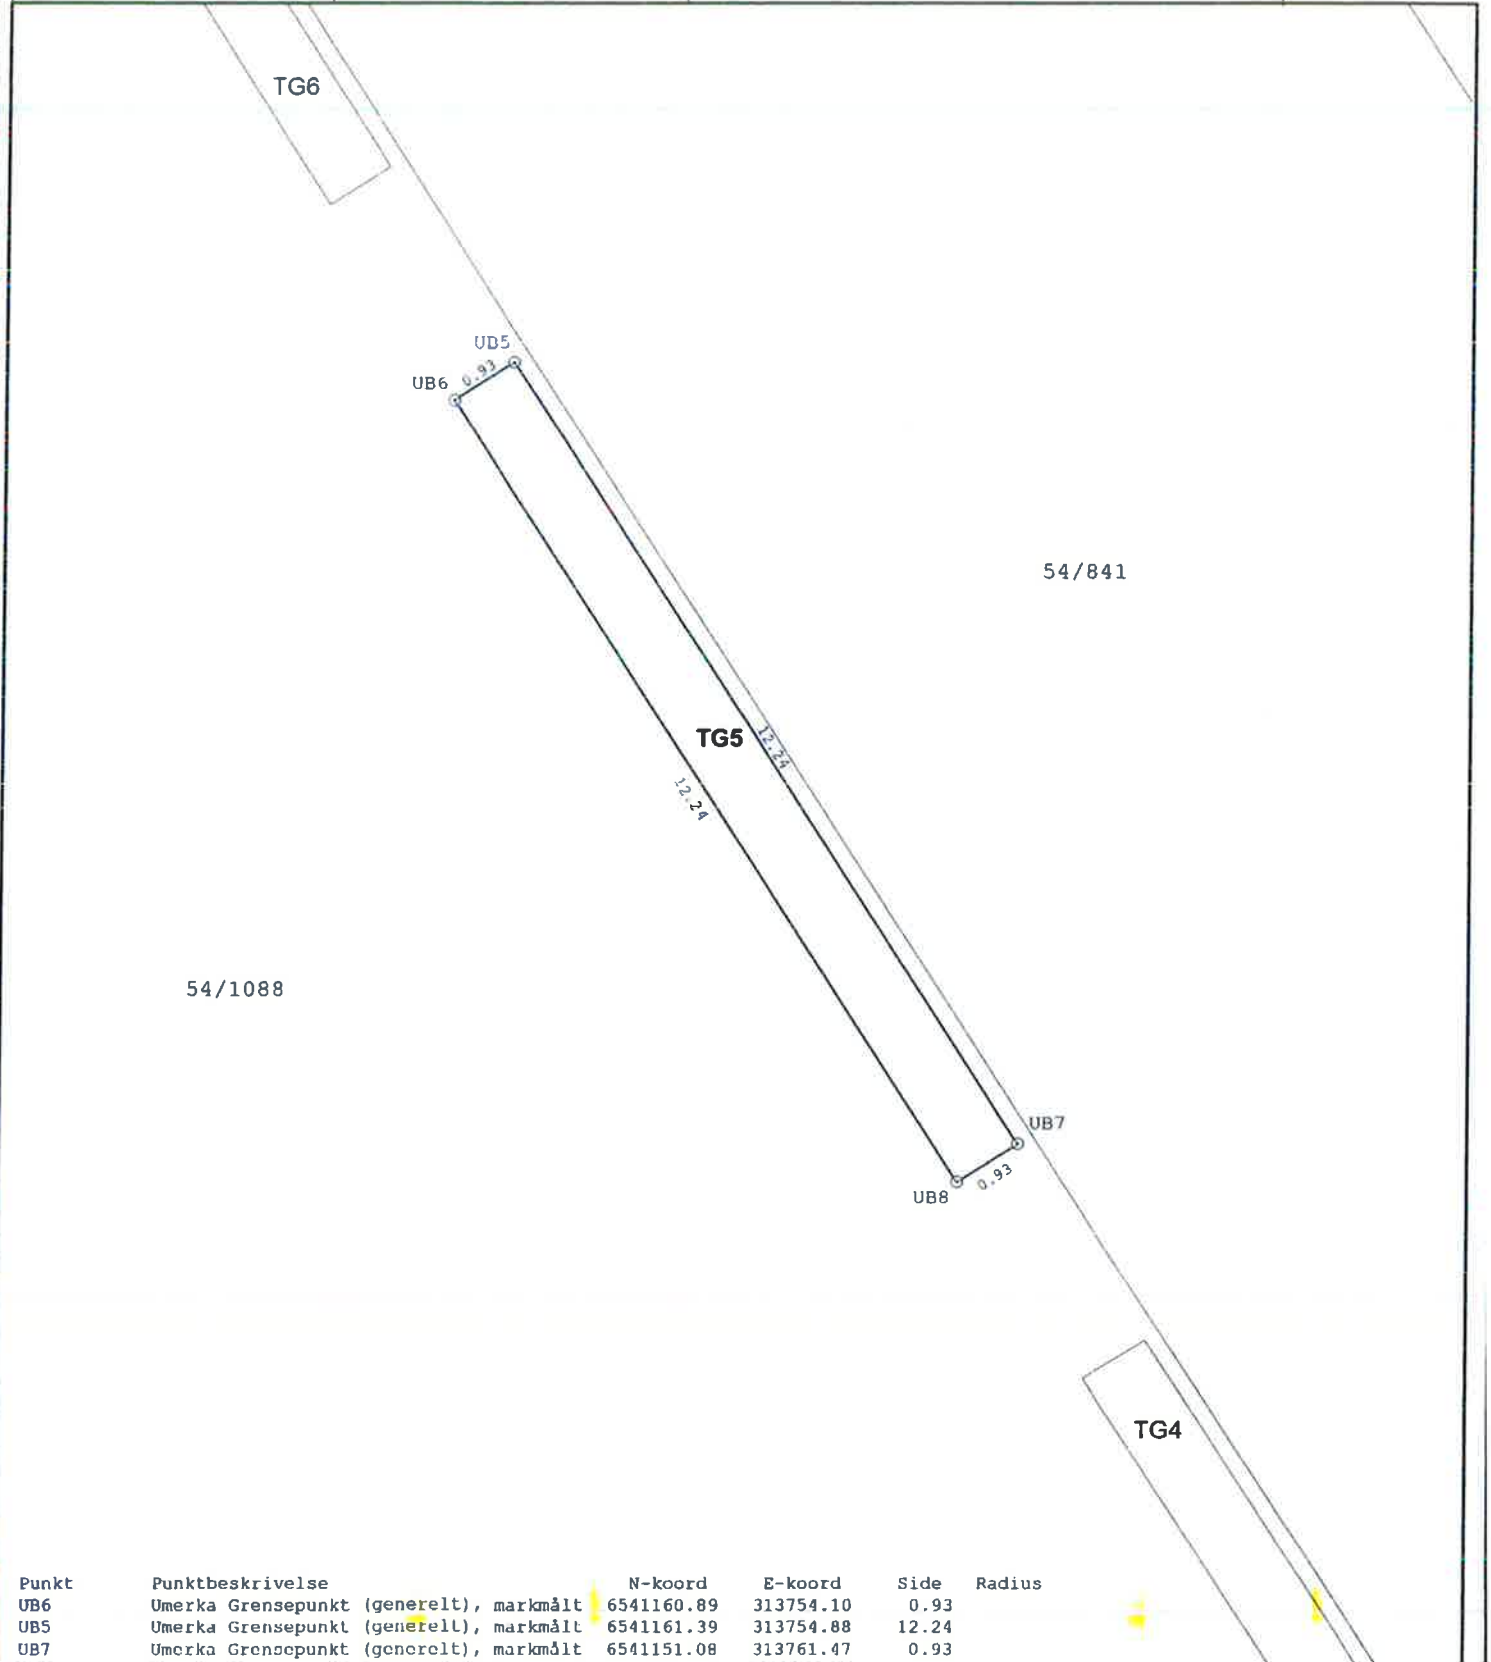 TG6
UB5
UB6
0.93
54/841
TG5
12.24
12.24
54/1088
UB7
0.93
UB8
TG4
Punkt Punktbeskrivelse N-koord E-koord Side Radius
UB6 Umerka Grensepunkt (generelt), markmålt 6541160.89 313754.10 0.93
UB5 Umerka Grensepunkt (generelt), markmålt 6541161.39 313754.88 12.24
UB7 Umerka Grensepunkt (generelt), markmålt 6541151.08 313761.47 0.93